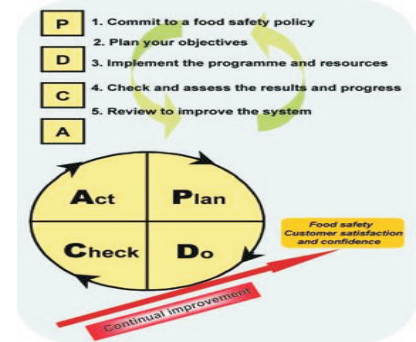 P 1. Commit to a food safety policy
2. Plan your objectives
D 3. Implement the programme and resources
C 4. Check and assess the results and progress
5. Review to improve the system
A
Act Plan
Check Do
Food safety
Customer satisfaction
and confidence
Continual improvement